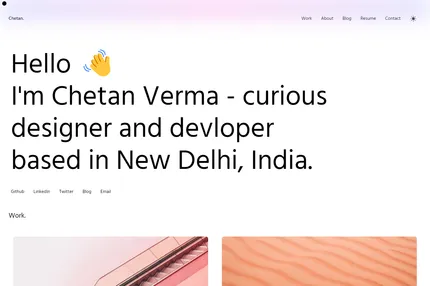 Chetan.
Work About Blog Resume Contact
Hello 👋
I'm Chetan Verma - curious
designer and devloper
based in New Delhi, India.
Github Linkedin Twitter Blog Email
Work.